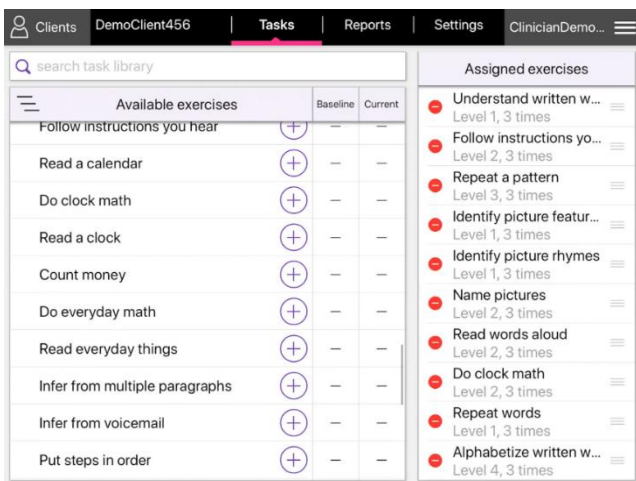 Clients DemoClient456 Tasks Reports Settings ClinicianDemo...
search task library
Available exercises Baseline Current
Follow instructions you hear – –
Read a calendar – –
Do clock math – –
Read a clock – –
Count money – –
Do everyday math – –
Read everyday things – –
Infer from multiple paragraphs – –
Infer from voicemail – –
Put steps in order – –
Assigned exercises
Understand written w...
Level 1, 3 times
Follow instructions yo...
Level 2, 3 times
Repeat a pattern
Level 3, 3 times
Identify picture featur...
Level 1, 3 times
Identify picture rhymes
Level 1, 3 times
Name pictures
Level 2, 3 times
Read words aloud
Level 2, 3 times
Do clock math
Level 2, 3 times
Repeat words
Level 1, 3 times
Alphabetize written w...
Level 4, 3 times